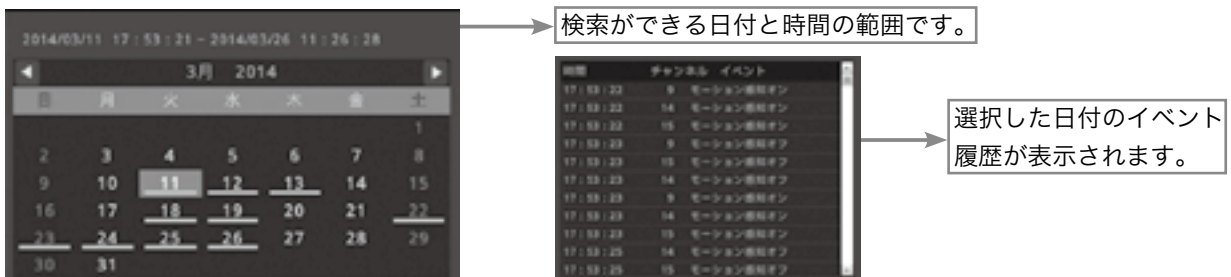 2014/03/11 17 : 53 : 21 – 2014/03/26 11 : 26 : 28
3月 2014
日 月 火 水 木 金 土
1
2 3 4 5 6 7 8
9 10 11 12 13 14 15
16 17 18 19 20 21 22
23 24 25 26 27 28 29
30 31
検索ができる日付と時間の範囲です。
時間 チャンネル イベント
17 : 53 : 22 9 モーション感知オン
17 : 53 : 22 14 モーション感知オン
17 : 53 : 22 15 モーション感知オン
17 : 53 : 23 9 モーション感知オフ
17 : 53 : 23 15 モーション感知オフ
17 : 53 : 23 14 モーション感知オフ
17 : 53 : 23 9 モーション感知オン
17 : 53 : 23 14 モーション感知オン
17 : 53 : 23 15 モーション感知オン
17 : 53 : 25 14 モーション感知オフ
17 : 53 : 25 15 モーション感知オフ
選択した日付のイベント
履歴が表示されます。